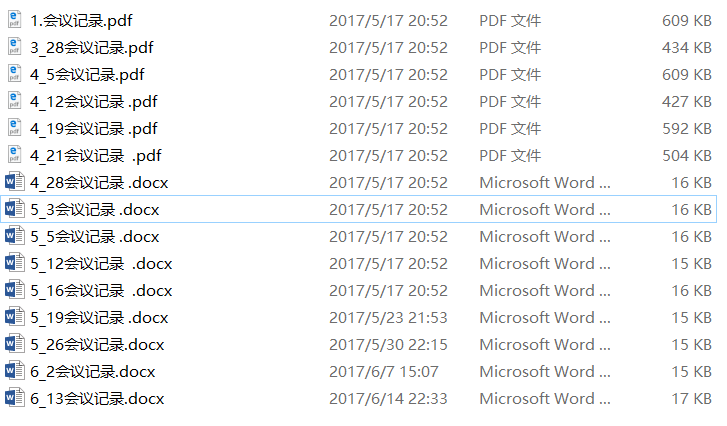 1.会议记录.pdf 2017/5/17 20:52 PDF 文件 609 KB
3_28会议记录.pdf 2017/5/17 20:52 PDF 文件 434 KB
4_5会议记录.pdf 2017/5/17 20:52 PDF 文件 609 KB
4_12会议记录 .pdf 2017/5/17 20:52 PDF 文件 427 KB
4_19会议记录 .pdf 2017/5/17 20:52 PDF 文件 592 KB
4_21会议记录  .pdf 2017/5/17 20:52 PDF 文件 504 KB
4_28会议记录 .docx 2017/5/17 20:52 Microsoft Word ... 16 KB
5_3会议记录 .docx 2017/5/17 20:52 Microsoft Word ... 16 KB
5_5会议记录 .docx 2017/5/17 20:52 Microsoft Word ... 16 KB
5_12会议记录  .docx 2017/5/17 20:52 Microsoft Word ... 15 KB
5_16会议记录  .docx 2017/5/17 20:52 Microsoft Word ... 16 KB
5_19会议记录 .docx 2017/5/23 21:53 Microsoft Word ... 15 KB
5_26会议记录.docx 2017/5/30 22:15 Microsoft Word ... 15 KB
6_2会议记录.docx 2017/6/7 15:07 Microsoft Word ... 15 KB
6_13会议记录.docx 2017/6/14 22:33 Microsoft Word ... 17 KB